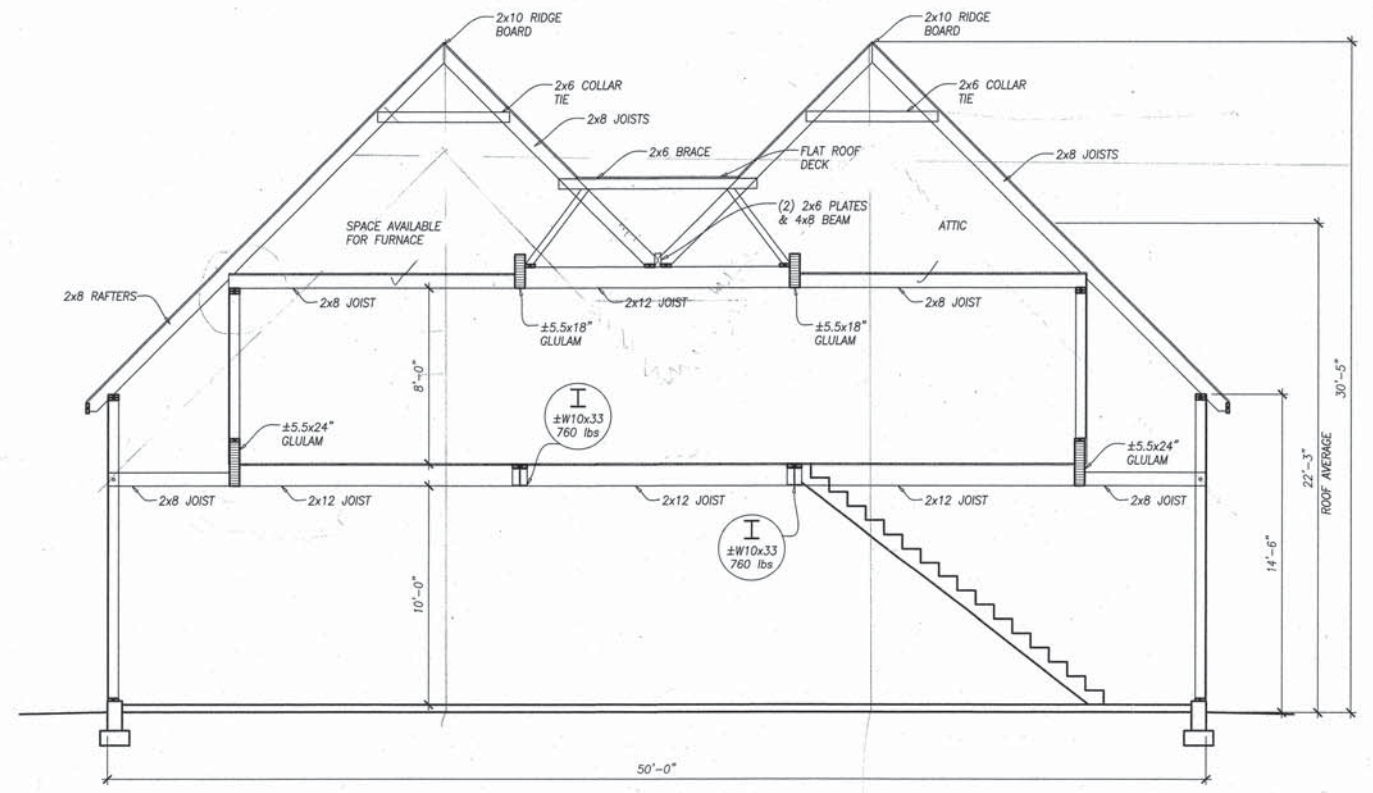 2x10 RIDGE
BOARD
2x10 RIDGE
BOARD
2x6 COLLAR
TIE
2x6 COLLAR
TIE
2x8 JOISTS
2x6 BRACE
FLAT ROOF
DECK
2x8 JOISTS
(2) 2x6 PLATES
& 4x8 BEAM
SPACE AVAILABLE
FOR FURNACE
ATTIC
2x8 RAFTERS
2x8 JOIST
2x12 JOIST
2x8 JOIST
±5.5x18"
GLULAM
±5.5x18"
GLULAM
8'-0"
30'-5"
I
±W10x33
760 lbs
±5.5x24"
GLULAM
±5.5x24"
GLULAM
22'-3"
ROOF AVERAGE
2x8 JOIST
2x12 JOIST
2x12 JOIST
2x12 JOIST
2x8 JOIST
I
±W10x33
760 lbs
14'-6"
10'-0"
50'-0"